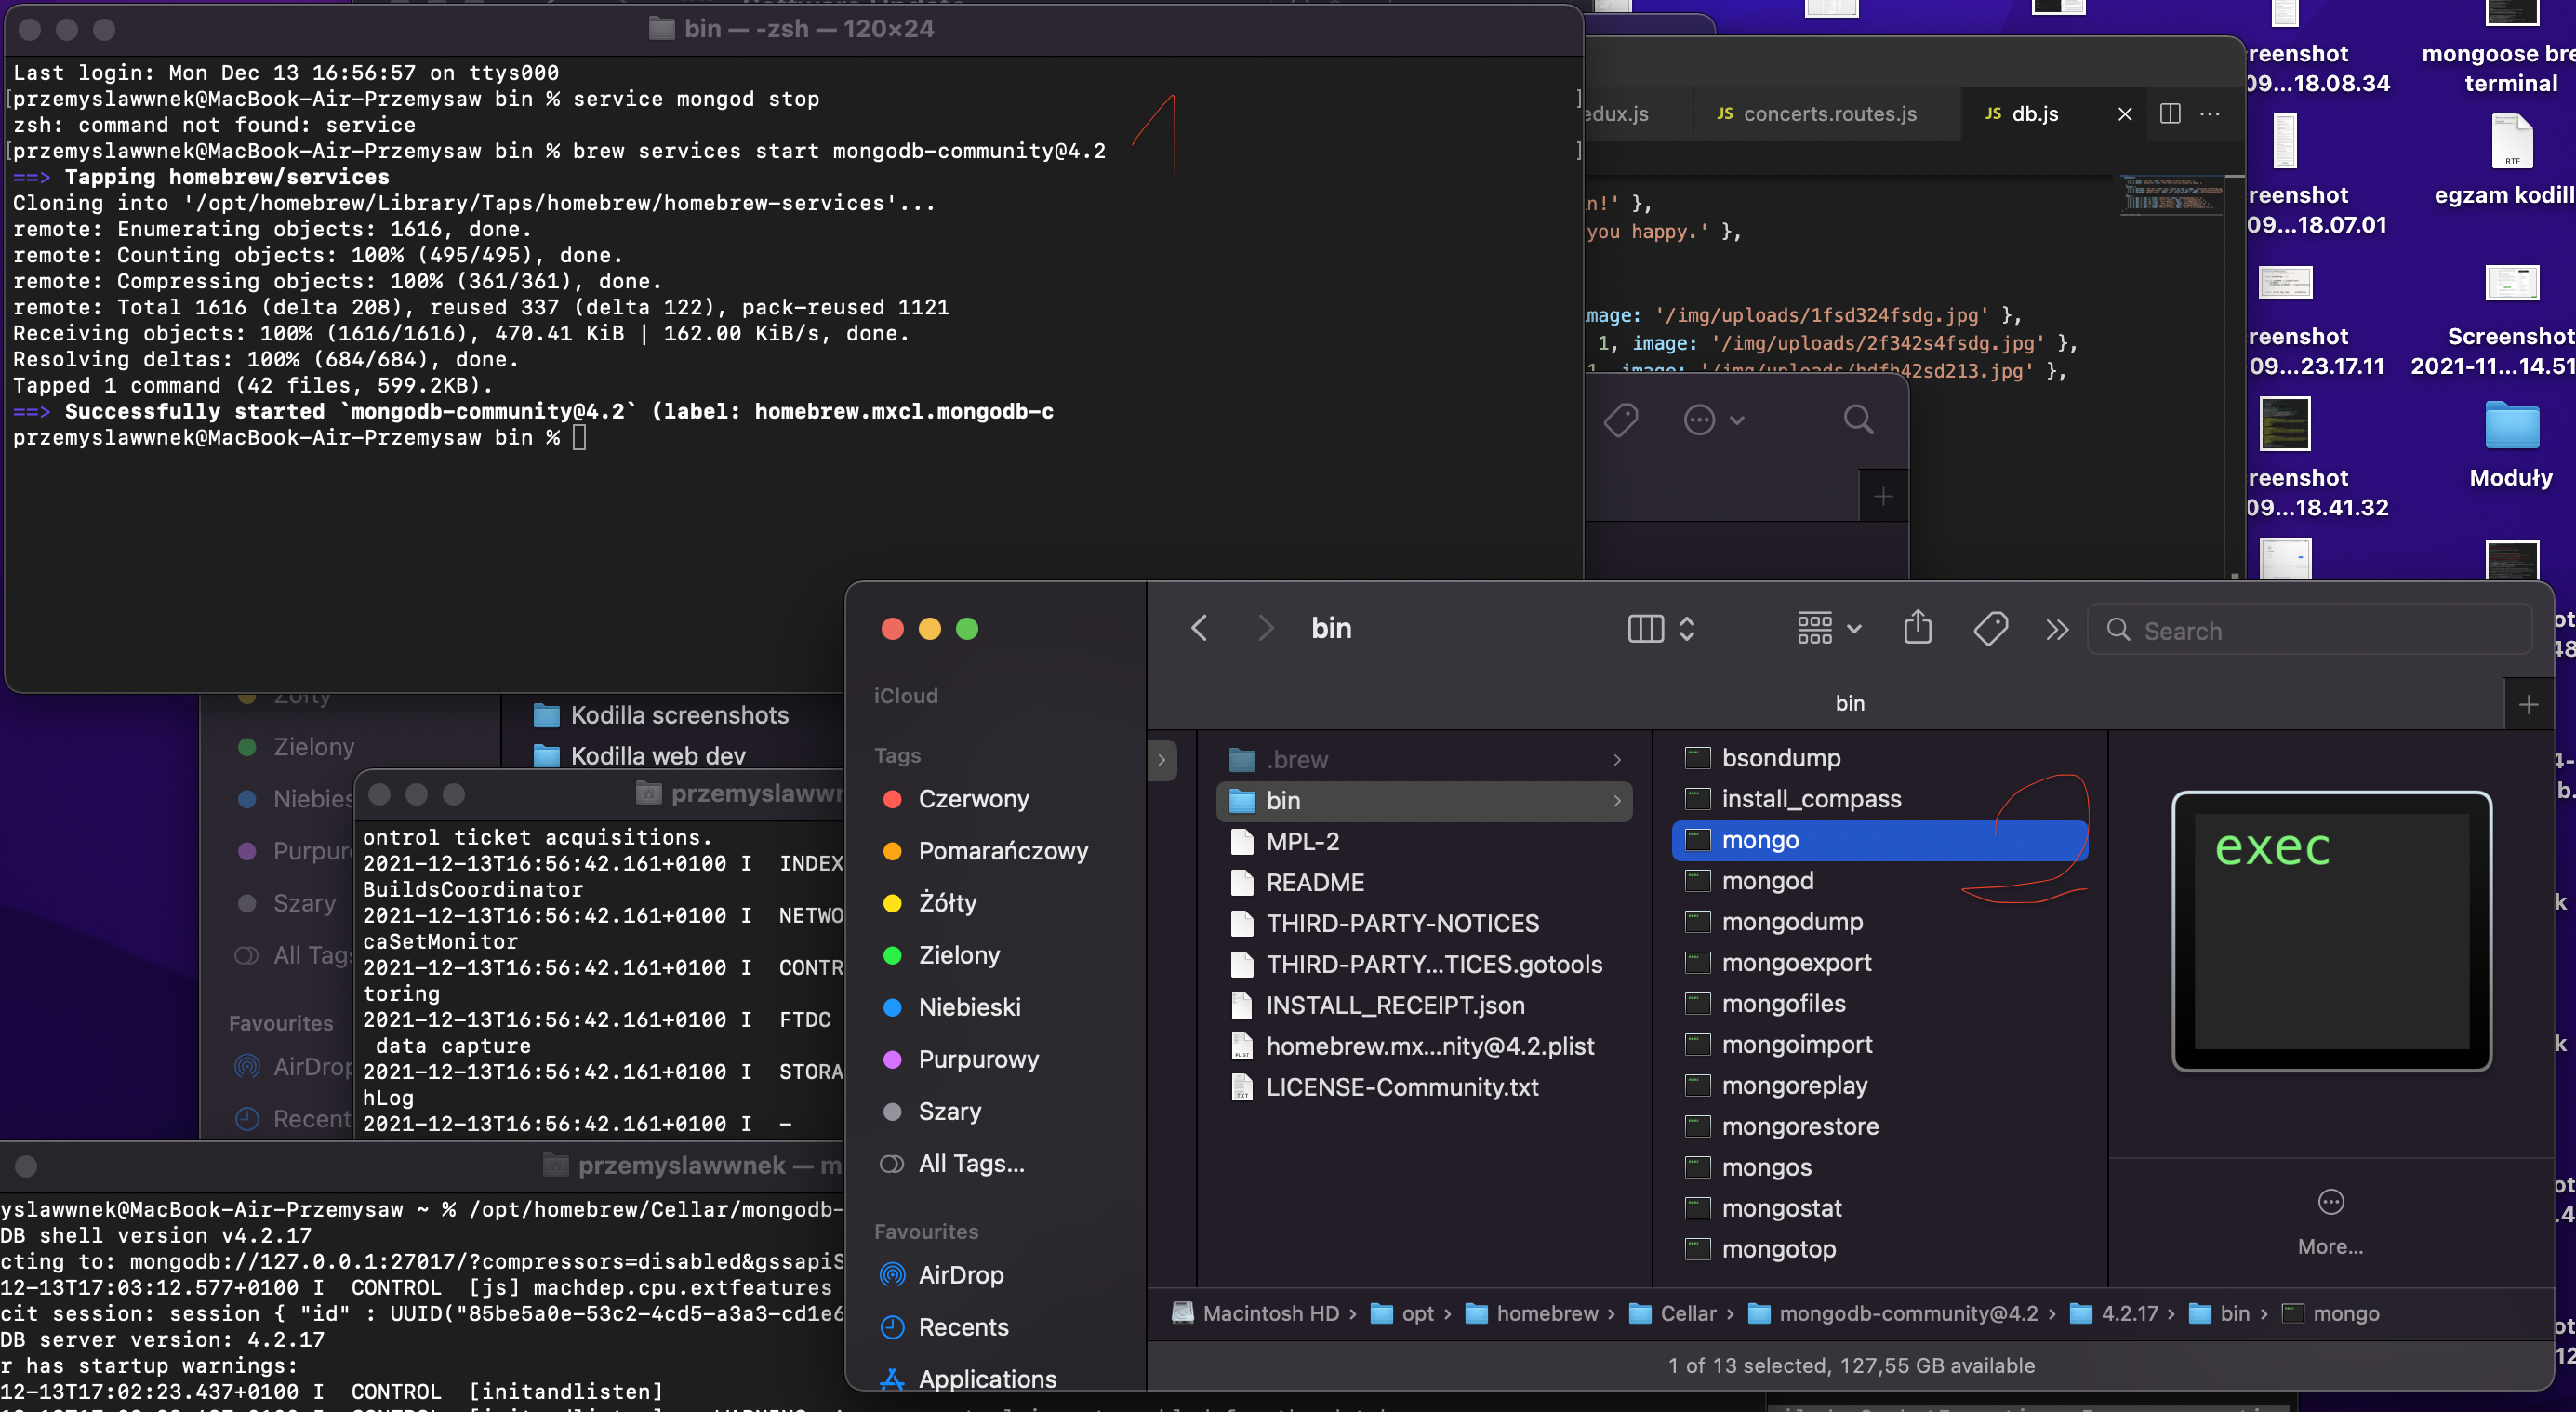 bin — -zsh — 120×24
Last login: Mon Dec 13 16:56:57 on ttys000
[przemyslawwnek@MacBook-Air-Przemysaw bin % service mongod stop ]
zsh: command not found: service
[przemyslawwnek@MacBook-Air-Przemysaw bin % brew services start mongodb-community@4.2 ]
==> Tapping homebrew/services
Cloning into '/opt/homebrew/Library/Taps/homebrew/homebrew-services'...
remote: Enumerating objects: 1616, done.
remote: Counting objects: 100% (495/495), done.
remote: Compressing objects: 100% (361/361), done.
remote: Total 1616 (delta 208), reused 337 (delta 122), pack-reused 1121
Receiving objects: 100% (1616/1616), 470.41 KiB | 162.00 KiB/s, done.
Resolving deltas: 100% (684/684), done.
Tapped 1 command (42 files, 599.2KB).
==> Successfully started `mongodb-community@4.2` (label: homebrew.mxcl.mongodb-c
przemyslawwnek@MacBook-Air-Przemysaw bin %
1
edux.js
JS concerts.routes.js
JS db.js
n!' },
you happy.' },
mage: '/img/uploads/1fsd324fsdg.jpg' },
1, image: '/img/uploads/2f342s4fsdg.jpg' },
1, image: '/img/uploads/hdfh42sd213.jpg' },
reenshot
09...18.08.34
mongoose bre
terminal
RTF
reenshot
09...18.07.01
egzam kodill
reenshot
09...23.17.11
Screenshot
2021-11...14.51
reenshot
09...18.41.32
Moduły
Żółty
Zielony
Niebies
Purpur
Szary
All Tags
Favourites
AirDrop
Recent
Kodilla screenshots
Kodilla web dev
przemyslawwr
ontrol ticket acquisitions.
2021-12-13T16:56:42.161+0100 I INDEX
BuildsCoordinator
2021-12-13T16:56:42.161+0100 I NETWO
caSetMonitor
2021-12-13T16:56:42.161+0100 I CONTR
toring
2021-12-13T16:56:42.161+0100 I FTDC
data capture
2021-12-13T16:56:42.161+0100 I STORA
hLog
2021-12-13T16:56:42.161+0100 I -
przemyslawwnek — m
yslawwnek@MacBook-Air-Przemysaw ~ % /opt/homebrew/Cellar/mongodb-
DB shell version v4.2.17
cting to: mongodb://127.0.0.1:27017/?compressors=disabled&gssapiS
12-13T17:03:12.577+0100 I CONTROL [js] machdep.cpu.extfeatures
cit session: session { "id" : UUID("85be5a0e-53c2-4cd5-a3a3-cd1e6
DB server version: 4.2.17
r has startup warnings:
12-13T17:02:23.437+0100 I CONTROL [initandlisten]
bin
Search
bin
iCloud
Tags
Czerwony
Pomarańczowy
Żółty
Zielony
Niebieski
Purpurowy
Szary
All Tags...
Favourites
AirDrop
Recents
Applications
.brew
bin
MPL-2
README
THIRD-PARTY-NOTICES
THIRD-PARTY...TICES.gotools
INSTALL_RECEIPT.json
homebrew.mx...nity@4.2.plist
LICENSE-Community.txt
bsondump
install_compass
mongo
mongod
mongodump
mongoexport
mongofiles
mongoimport
mongoreplay
mongorestore
mongos
mongostat
mongotop
2
exec
More...
Macintosh HD › opt › homebrew › Cellar › mongodb-community@4.2 › 4.2.17 › bin › mongo
1 of 13 selected, 127,55 GB available